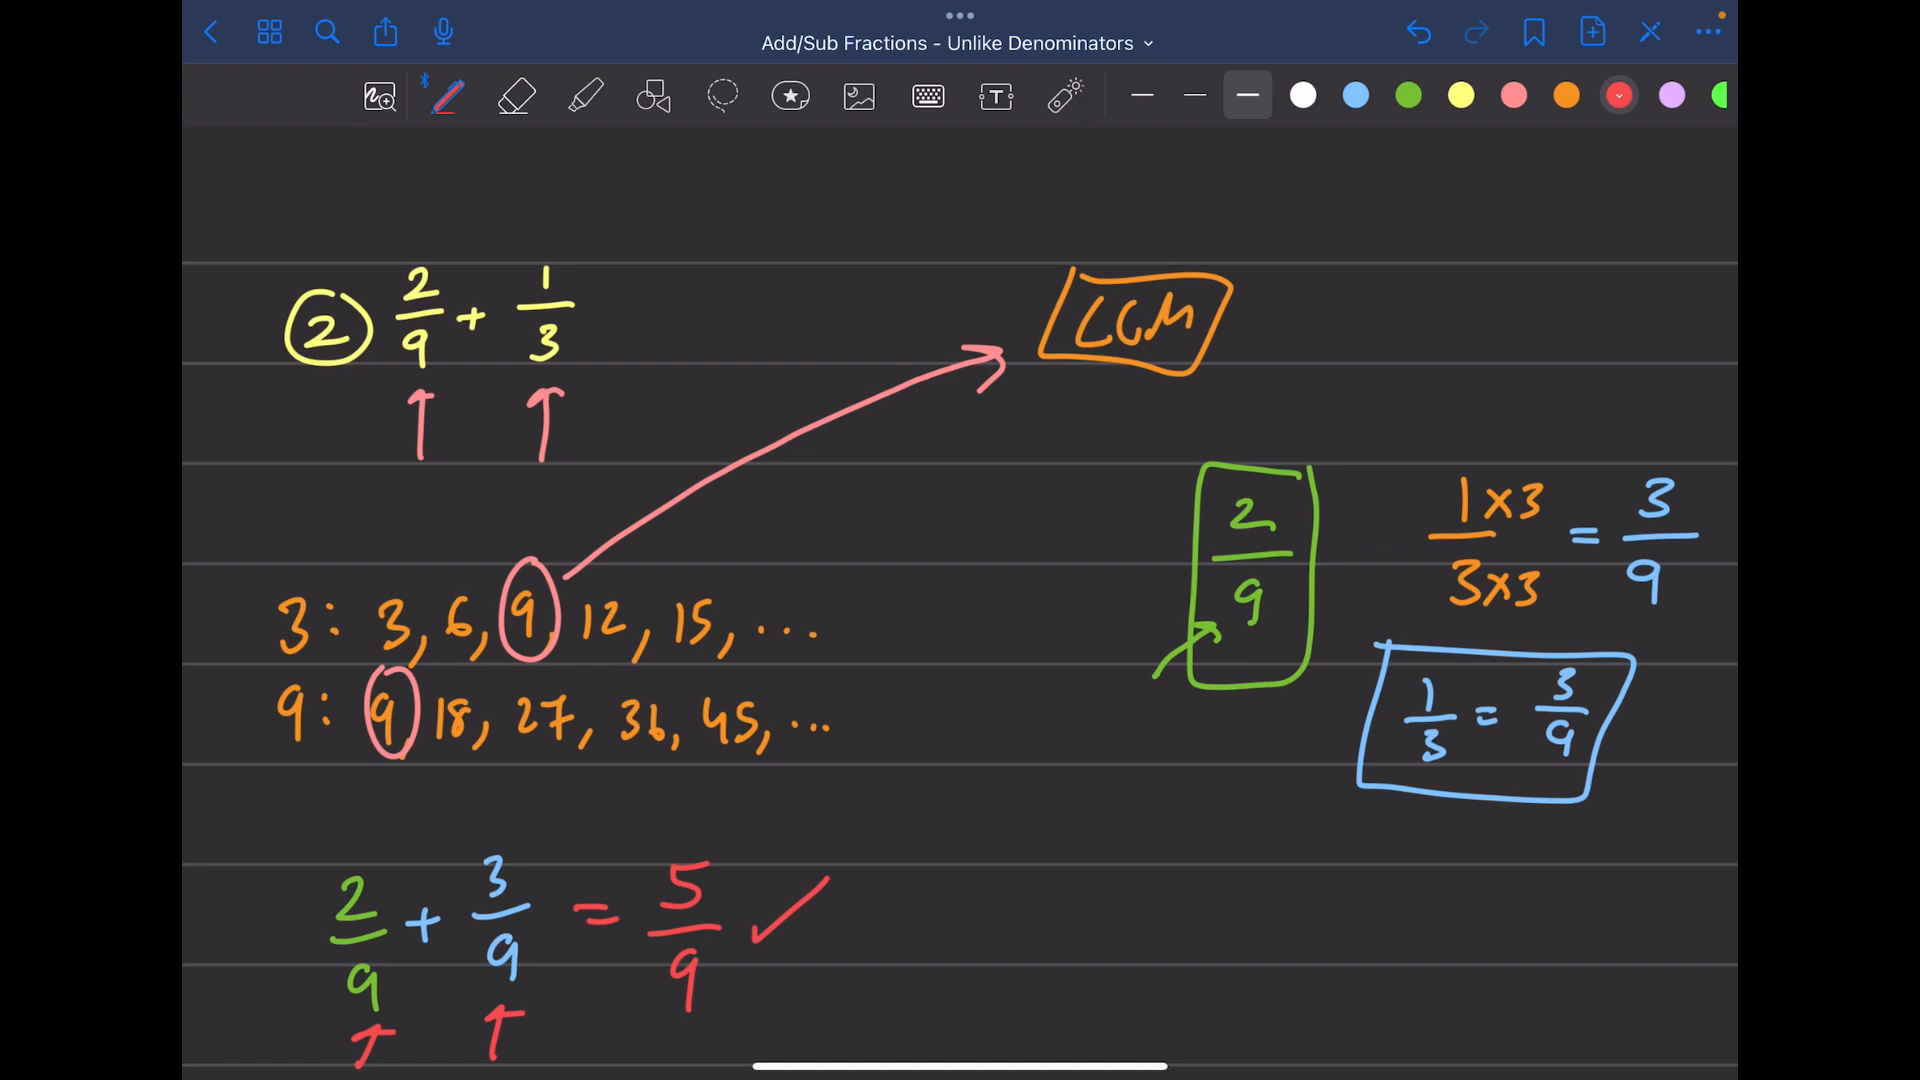 Add/Sub Fractions - Unlike Denominators
T
② 2/9 + 1/3
LCM
2/9
1x3/3x3 = 3/9
3: 3, 6, 9, 12, 15, ...
9: 9, 18, 27, 36, 45, ...
1/3 = 3/9
2/9 + 3/9 = 5/9 ✓